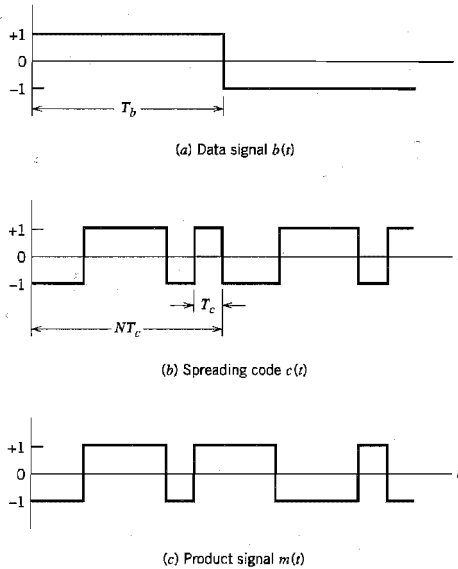 +1
0
-1
T_b
(a) Data signal b(t)
+1
0
-1
T_c
NT_c
(b) Spreading code c(t)
+1
0
-1
(c) Product signal m(t)